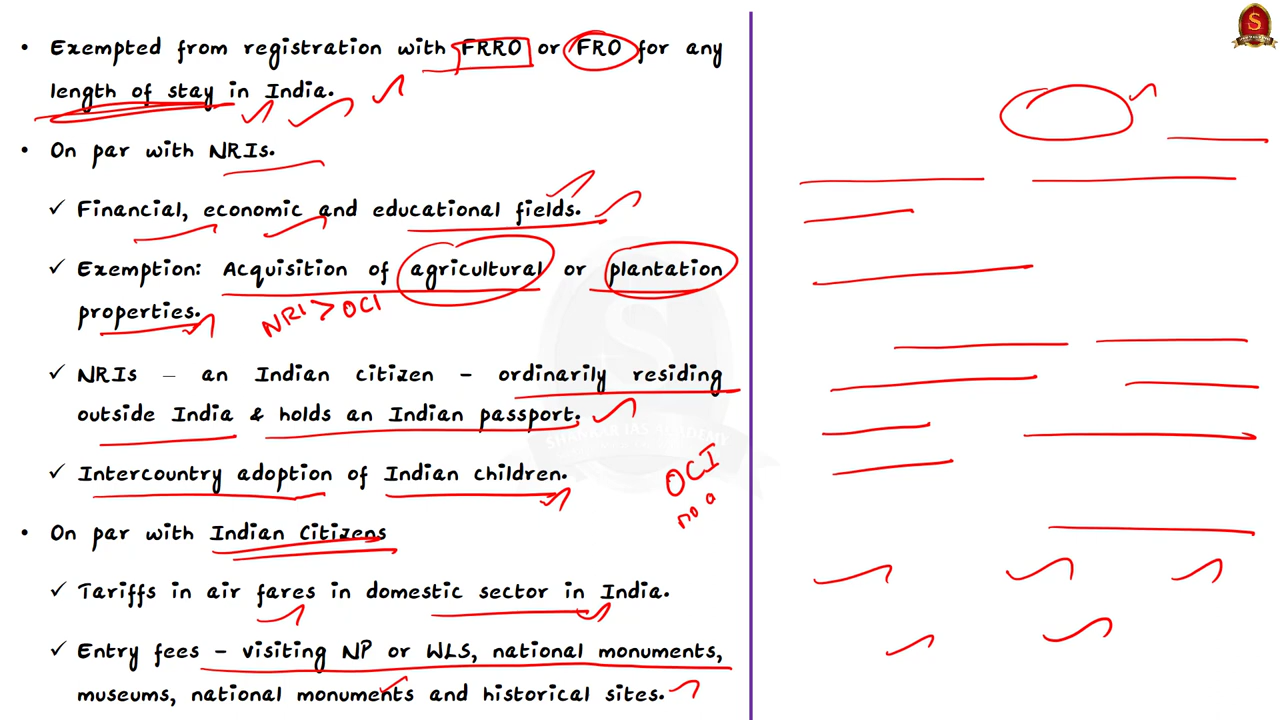 • Exempted from registration with FRRO or FRO for any
length of stay in India.
• On par with NRIs.
✓ Financial, economic and educational fields.
✓ Exemption: Acquisition of agricultural or plantation
properties.
NRI > OCI
✓ NRIs – an Indian citizen – ordinarily residing
outside India & holds an Indian passport.
✓ Intercountry adoption of Indian children.
OCI
no a
• On par with Indian Citizens
✓ Tariffs in air fares in domestic sector in India.
✓ Entry fees – visiting NP or WLS, national monuments,
museums, national monuments and historical sites.
S
SHANKAR IAS ACADEMY